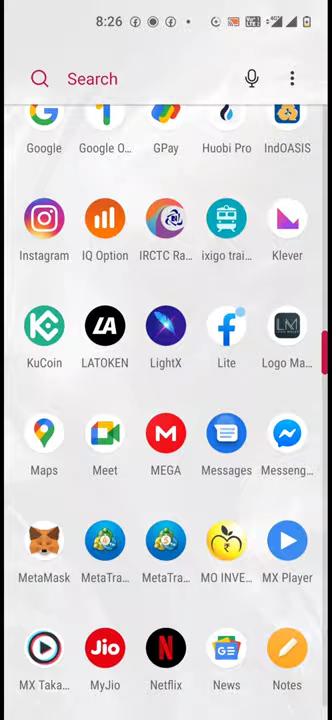 8:26
Search
Google
Google O...
GPay
Huobi Pro
IndOASIS
Instagram
IQ Option
IRCTC Ra...
ixigo trai...
Klever
KuCoin
LATOKEN
LightX
Lite
Logo Ma...
Maps
Meet
MEGA
Messages
Messeng...
MetaMask
MetaTra...
MetaTra...
MO INVE...
MX Player
MX Taka...
Jio
MyJio
Netflix
News
Notes